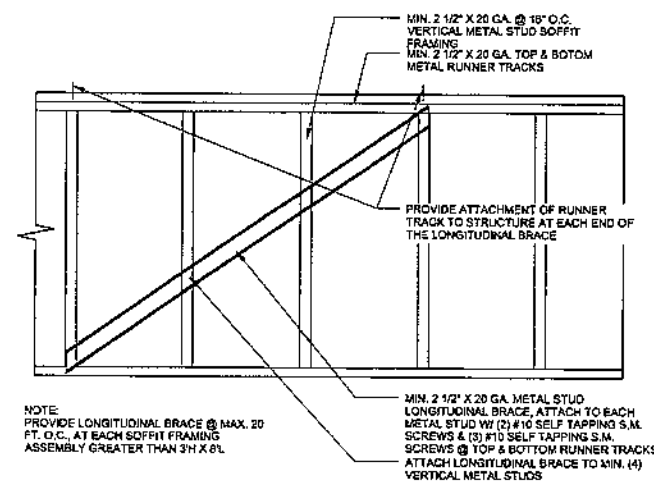 MIN. 2 1/2" X 20 GA. @ 16" O.C.
VERTICAL METAL STUD SOFFIT
FRAMING
MIN. 2 1/2" X 20 GA. TOP & BOTOM
METAL RUNNER TRACKS
PROVIDE ATTACHMENT OF RUNNER
TRACK TO STRUCTURE AT EACH END OF
THE LONGITUDINAL BRACE
NOTE:
PROVIDE LONGITUDINAL BRACE @ MAX. 20
FT. O.C., AT EACH SOFFIT FRAMING
ASSEMBLY GREATER THAN 3'H X 8'L
MIN. 2 1/2" X 20 GA. METAL STUD
LONGITUDINAL BRACE, ATTACH TO EACH
METAL STUD W/ (2) #10 SELF TAPPING S.M.
SCREWS & (3) #10 SELF TAPPING S.M.
SCREWS @ TOP & BOTTOM RUNNER TRACKS
ATTACH LONGITUDINAL BRACE TO MIN. (4)
VERTICAL METAL STUDS